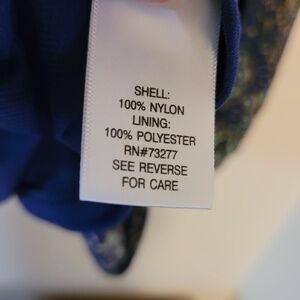 SHELL:
100% NYLON
LINING:
100% POLYESTER
RN#73277
SEE REVERSE
FOR CARE